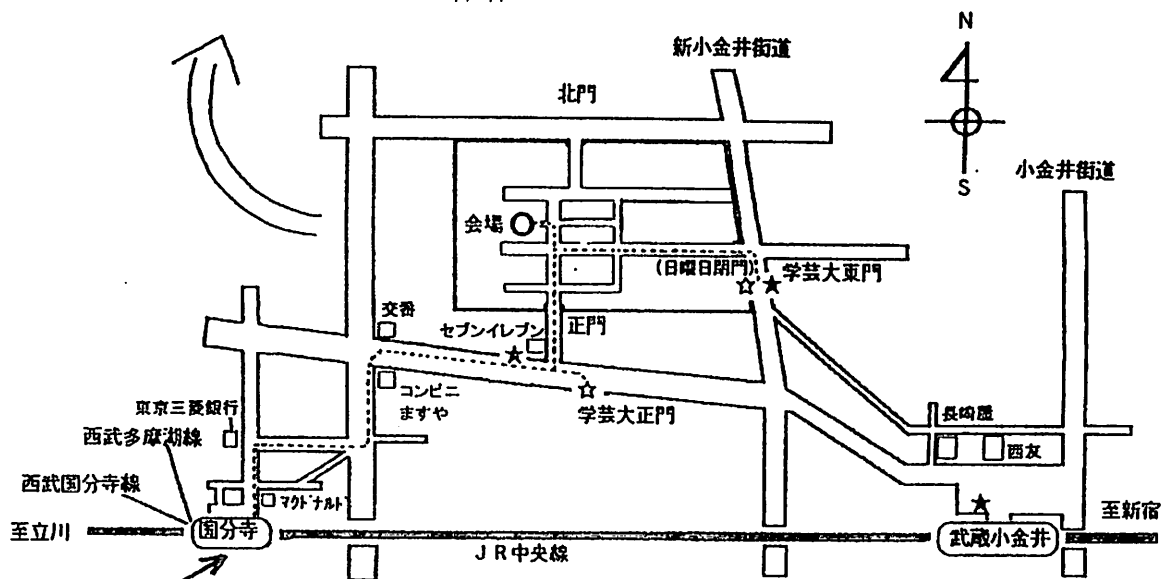 N
新小金井街道
北門
S
小金井街道
会場
(日曜日閉門)
学芸大東門
交番
セブンイレブン
正門
コンビニ
ますや
学芸大正門
長崎屋
東京三菱銀行
西武多摩湖線
西友
西武国分寺線
マクドナルド
至立川
国分寺
JR中央線
武蔵小金井
至新宿